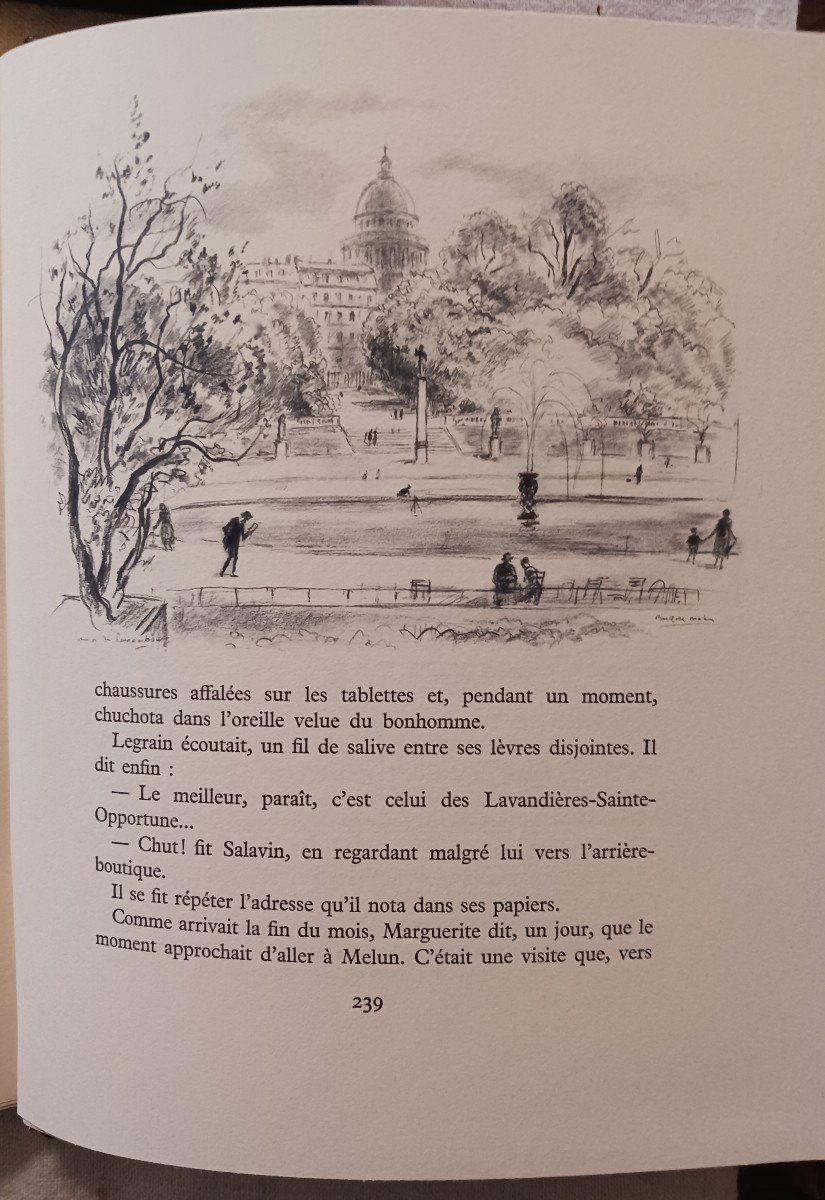 chaussures affalées sur les tablettes et, pendant un moment,
chuchota dans l'oreille velue du bonhomme.
Legrain écoutait, un fil de salive entre ses lèvres disjointes. Il
dit enfin :
— Le meilleur, paraît, c'est celui des Lavandières-Sainte-
Opportune...
— Chut! fit Salavin, en regardant malgré lui vers l'arrière-
boutique.
Il se fit répéter l'adresse qu'il nota dans ses papiers.
Comme arrivait la fin du mois, Marguerite dit, un jour, que le
moment approchait d'aller à Melun. C'était une visite que, vers
239